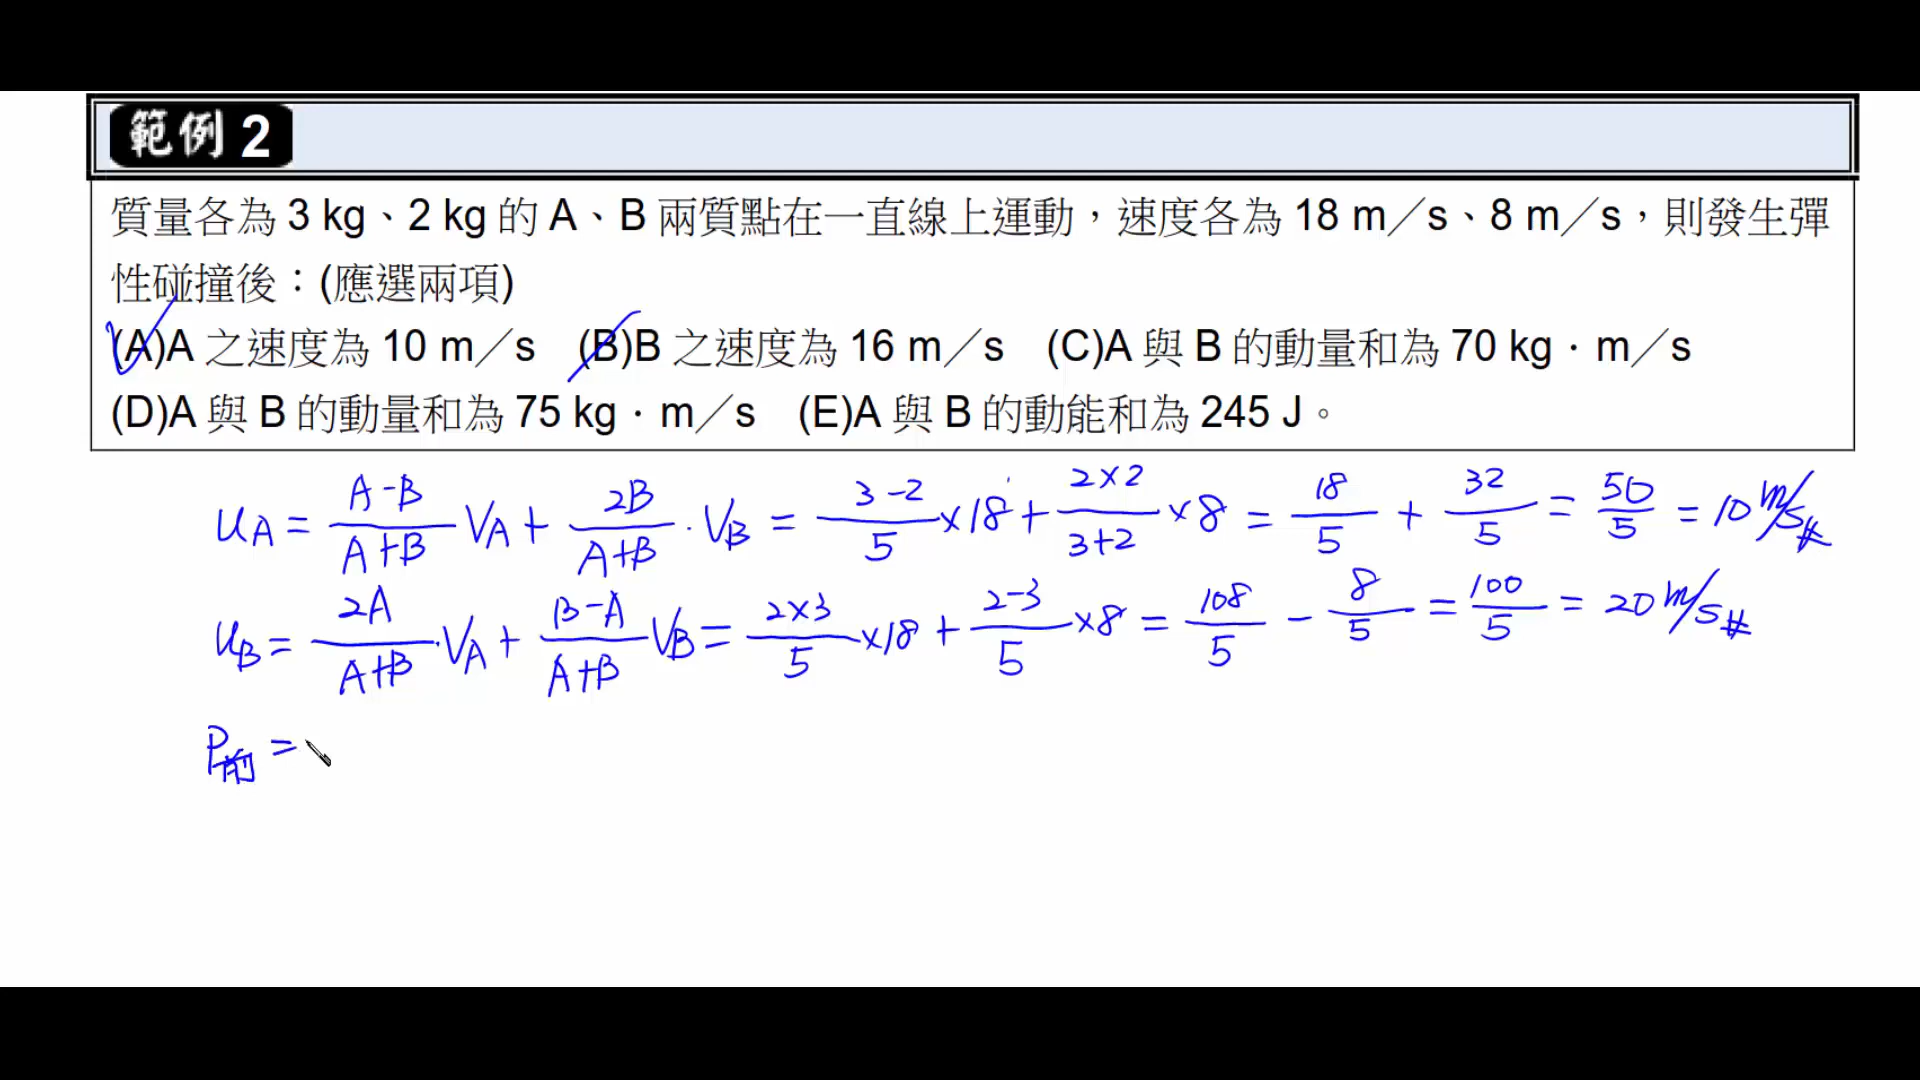 範例 2
質量各為 3 kg、2 kg 的 A、B 兩質點在一直線上運動，速度各為 18 m／s、8 m／s，則發生彈
性碰撞後：(應選兩項)
(A)A 之速度為 10 m／s (B)B 之速度為 16 m／s (C)A 與 B 的動量和為 70 kg．m／s
(D)A 與 B 的動量和為 75 kg．m／s (E)A 與 B 的動能和為 245 J。
uA = (A-B)/(A+B) VA + 2B/(A+B) · VB = (3-2)/5 ×18 + (2×2)/(3+2) ×8 = 18/5 + 32/5 = 50/5 = 10 m/s#
uB = 2A/(A+B) · VA + (B-A)/(A+B) VB = (2×3)/5 ×18 + (2-3)/5 ×8 = 108/5 - 8/5 = 100/5 = 20 m/s#
P前 =